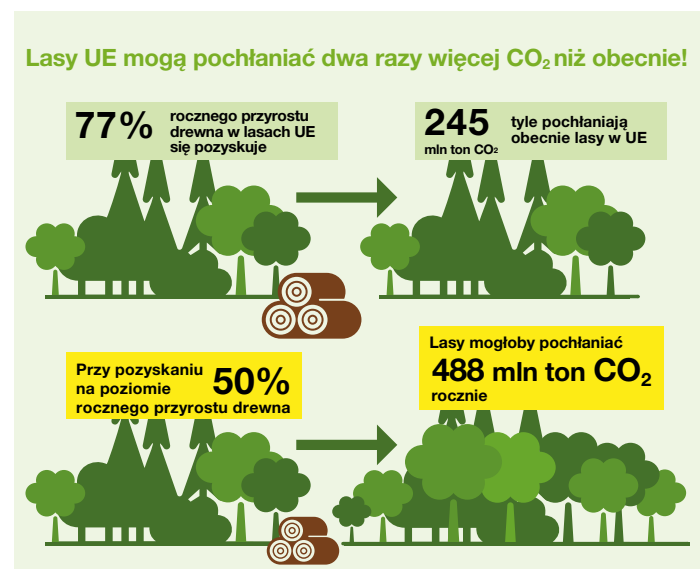 Lasy UE mogą pochłaniać dwa razy więcej CO₂ niż obecnie!
77% rocznego przyrostu
drewna w lasach UE
się pozyskuje
245
mln ton CO₂
tyle pochłaniają
obecnie lasy w UE
Przy pozyskaniu
na poziomie 50%
rocznego przyrostu drewna
Lasy mogłoby pochłaniać
488 mln ton CO₂
rocznie